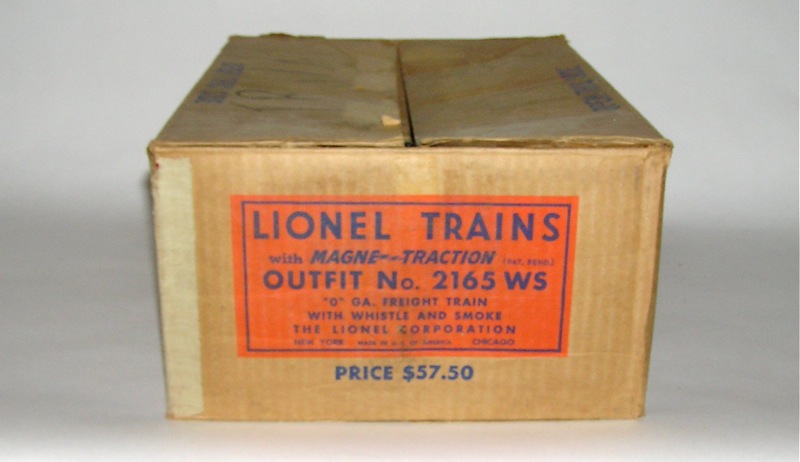 LIONEL TRAINS
with MAGNE--TRACTION (PAT. PEND.)
OUTFIT No. 2165 WS
"O" GA. FREIGHT TRAIN
WITH WHISTLE AND SMOKE
THE LIONEL CORPORATION
NEW YORK MADE IN U.S. OF AMERICA CHICAGO
PRICE $57.50